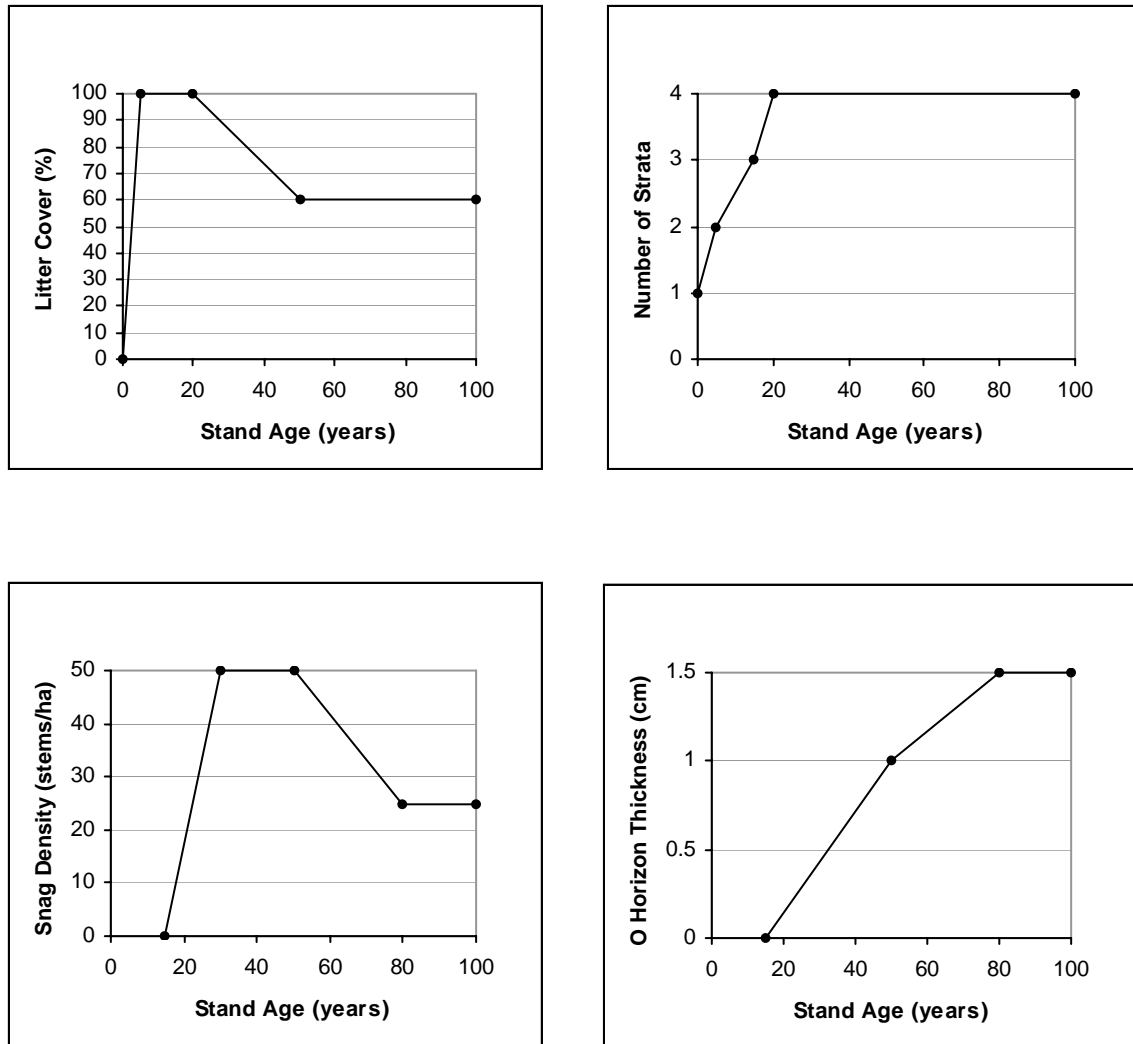 Litter Cover (%)
100
90
80
70
60
50
40
30
20
10
0
0 20 40 60 80 100
Stand Age (years)
Number of Strata
4
3
2
1
0
0 20 40 60 80 100
Stand Age (years)
Snag Density (stems/ha)
50
40
30
20
10
0
0 20 40 60 80 100
Stand Age (years)
O Horizon Thickness (cm)
1.5
1
0.5
0
0 20 40 60 80 100
Stand Age (years)